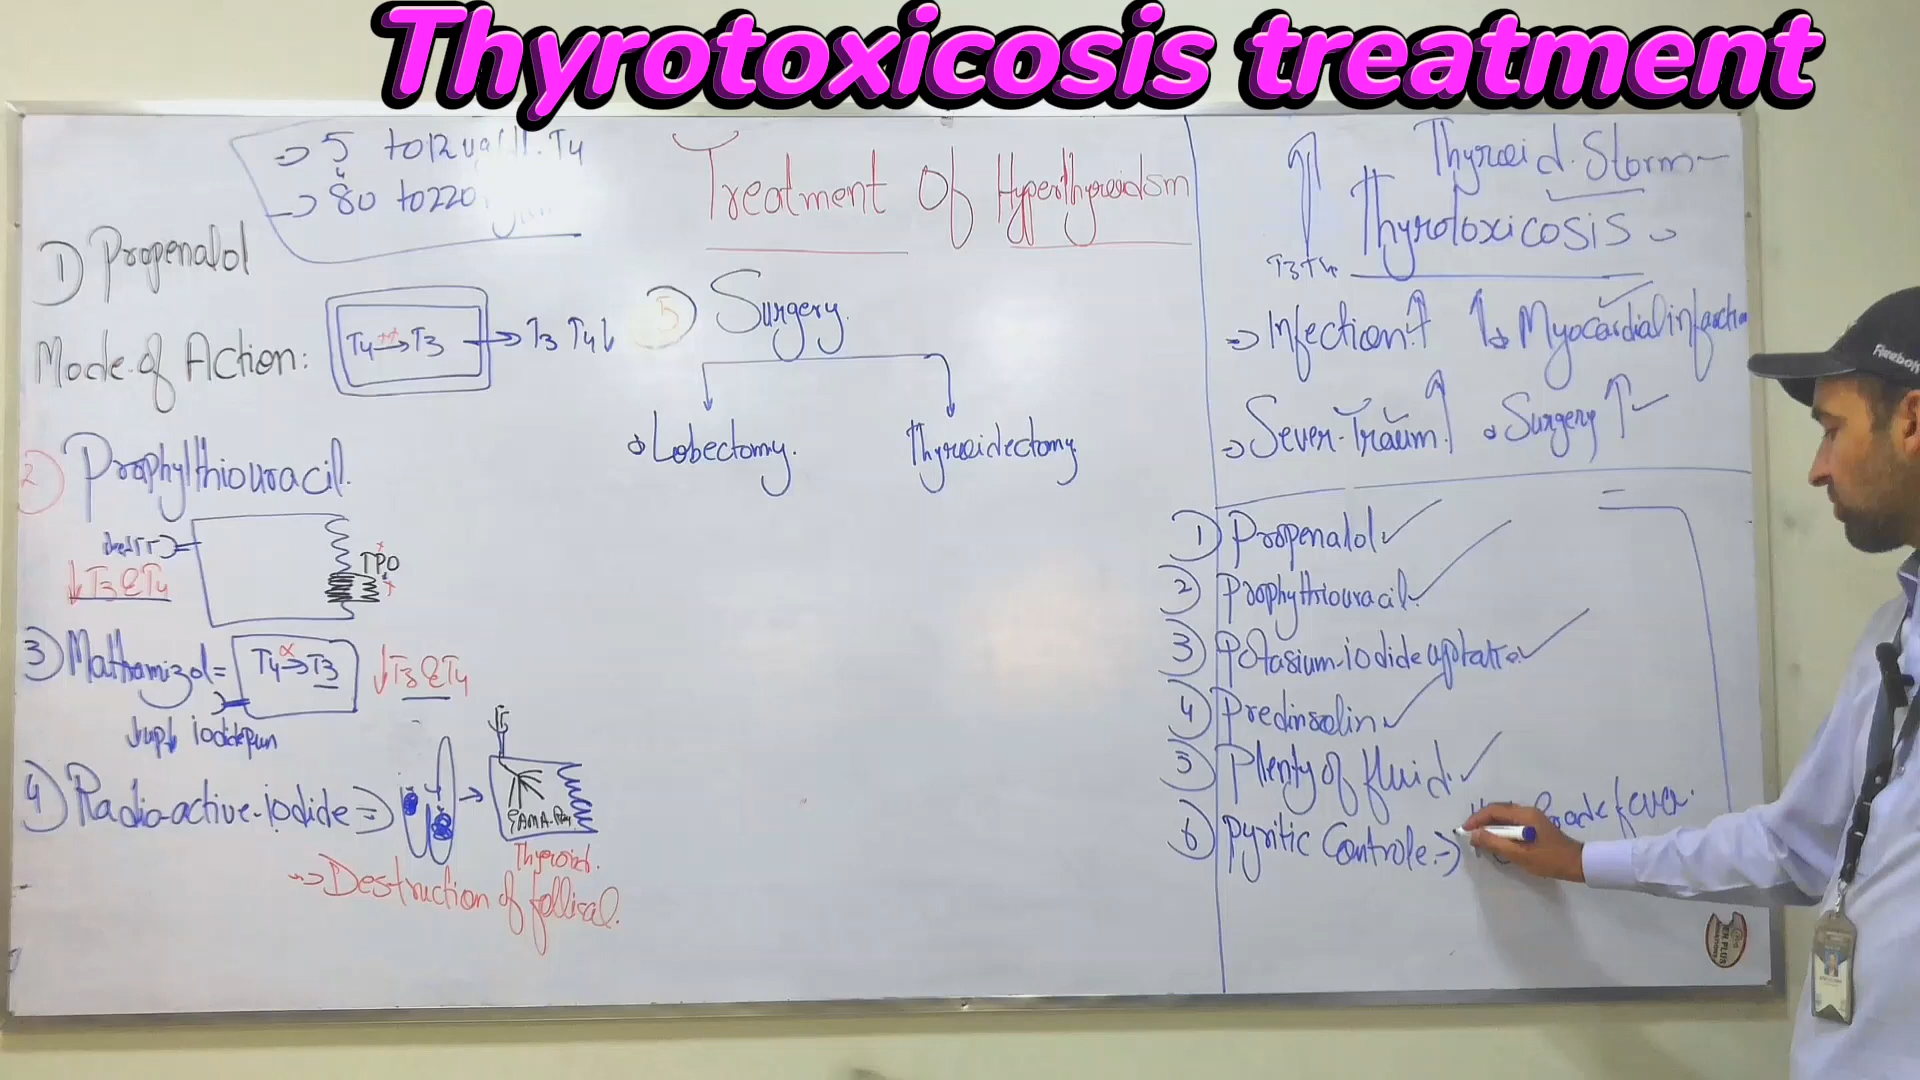 Thyrotoxicosis treatment
=> 5 to 12 ug/ T4
-> 80 to 220
Treatment Of Hyperthyroidsm
1) Propenalol
Mode of Action:
T4 -> T3 -> T3 T4↓
2) Prophylthiouracil.
TPO
↓T3 & T4
3) Mathamizol =
T4 -> T3
↓T3 & T4
4) Radio-active-iodide =>
Thyroid.
=> Destruction of follical.
5) Surgery.
Lobectomy.
Thyroidectomy
Thyroid Storm
Thyrotoxicosis
T3 T4
=> Infection ↑
Myocardial infarction
=> Sever-Traum ↑
Surgery ↑
1) Propenalol
2) Prophythiouracil
3) Potasium-iodide
4) Predinsolin
5) Plenty of fluid.
6) Pyritic Controle =>
fever.
Reebok